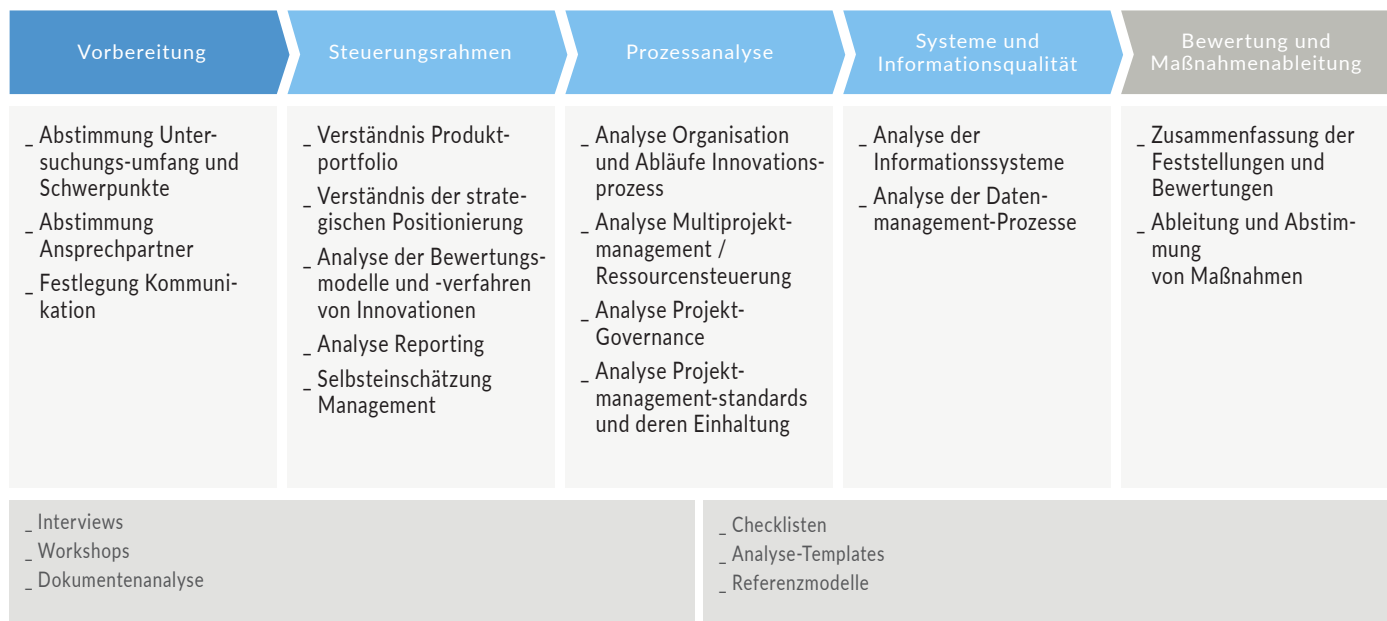 Vorbereitung
Steuerungsrahmen
Prozessanalyse
Systeme und
Informationsqualität
Bewertung und
Maßnahmenableitung
_ Abstimmung Unter-
suchungs-umfang und
Schwerpunkte
_ Abstimmung
Ansprechpartner
_ Festlegung Kommuni-
kation
_ Verständnis Produkt-
portfolio
_ Verständnis der strate-
gischen Positionierung
_ Analyse der Bewertungs-
modelle und -verfahren
von Innovationen
_ Analyse Reporting
_ Selbsteinschätzung
Management
_ Analyse Organisation
und Abläufe Innovations-
prozess
_ Analyse Multiprojekt-
management /
Ressourcensteuerung
_ Analyse Projekt-
Governance
_ Analyse Projekt-
management-standards
und deren Einhaltung
_ Analyse der
Informationssysteme
_ Analyse der Daten-
management-Prozesse
_ Zusammenfassung der
Feststellungen und
Bewertungen
_ Ableitung und Abstim-
mung
von Maßnahmen
_ Interviews
_ Workshops
_ Dokumentenanalyse
_ Checklisten
_ Analyse-Templates
_ Referenzmodelle